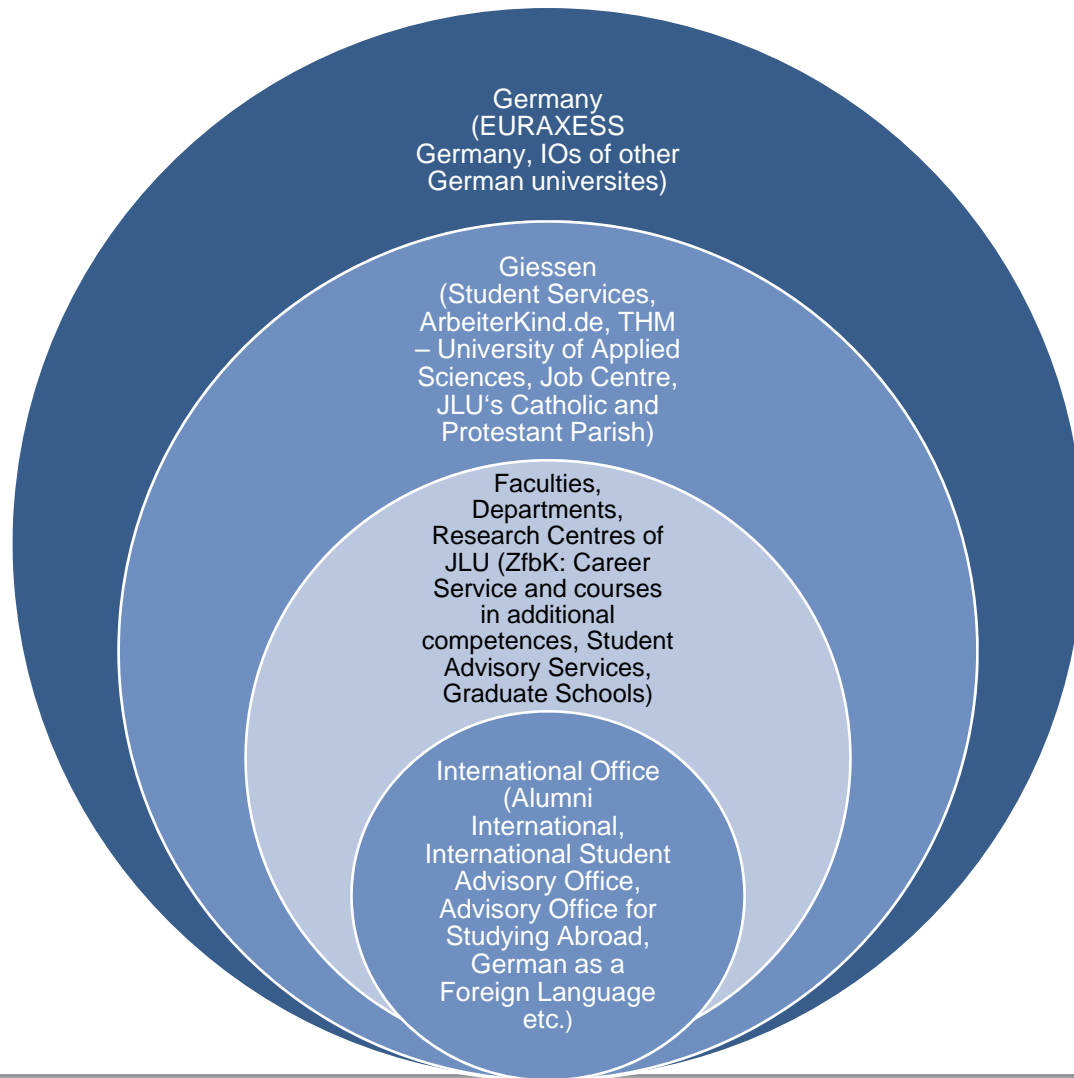 Germany
(EURAXESS
Germany, IOs of other
German universites)
Giessen
(Student Services,
ArbeiterKind.de, THM
– University of Applied
Sciences, Job Centre,
JLU‘s Catholic and
Protestant Parish)
Faculties,
Departments,
Research Centres of
JLU (ZfbK: Career
Service and courses
in additional
competences, Student
Advisory Services,
Graduate Schools)
International Office
(Alumni
International,
International Student
Advisory Office,
Advisory Office for
Studying Abroad,
German as a
Foreign Language
etc.)